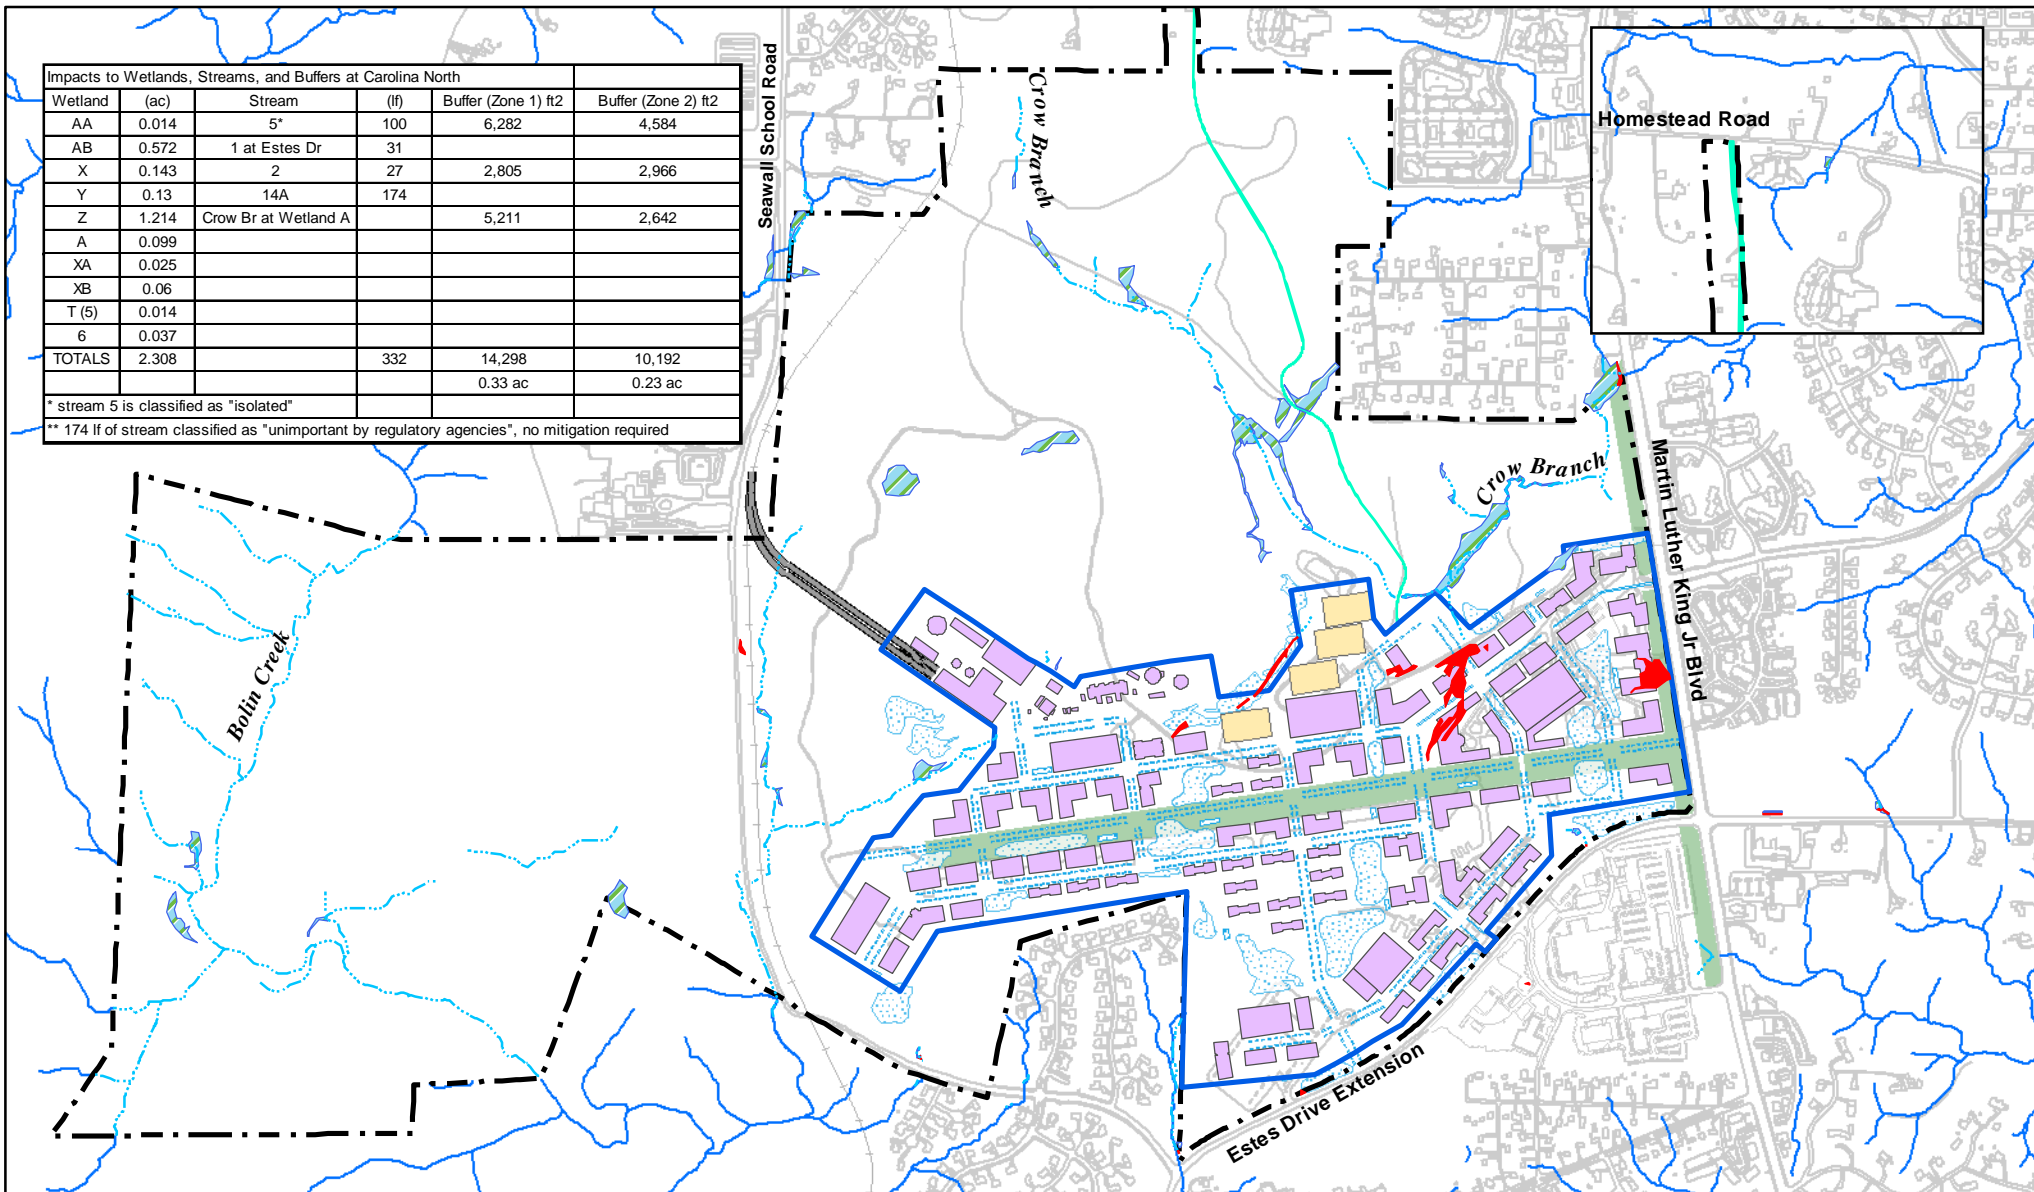 Impacts to Wetlands, Streams, and Buffers at Carolina North
Wetland (ac) Stream (lf) Buffer (Zone 1) ft2 Buffer (Zone 2) ft2
AA 0.014 5* 100 6,282 4,584
AB 0.572 1 at Estes Dr 31
X 0.143 2 27 2,805 2,966
Y 0.13 14A 174
Z 1.214 Crow Br at Wetland A 5,211 2,642
A 0.099
XA 0.025
XB 0.06
T (5) 0.014
6 0.037
TOTALS 2.308 332 14,298 10,192
0.33 ac 0.23 ac
* stream 5 is classified as "isolated"
** 174 lf of stream classified as "unimportant by regulatory agencies", no mitigation required
Seawall School Road
Crow Branch
Homestead Road
Crow Branch
Martin Luther King Jr Blvd
Bolin Creek
Estes Drive Extension